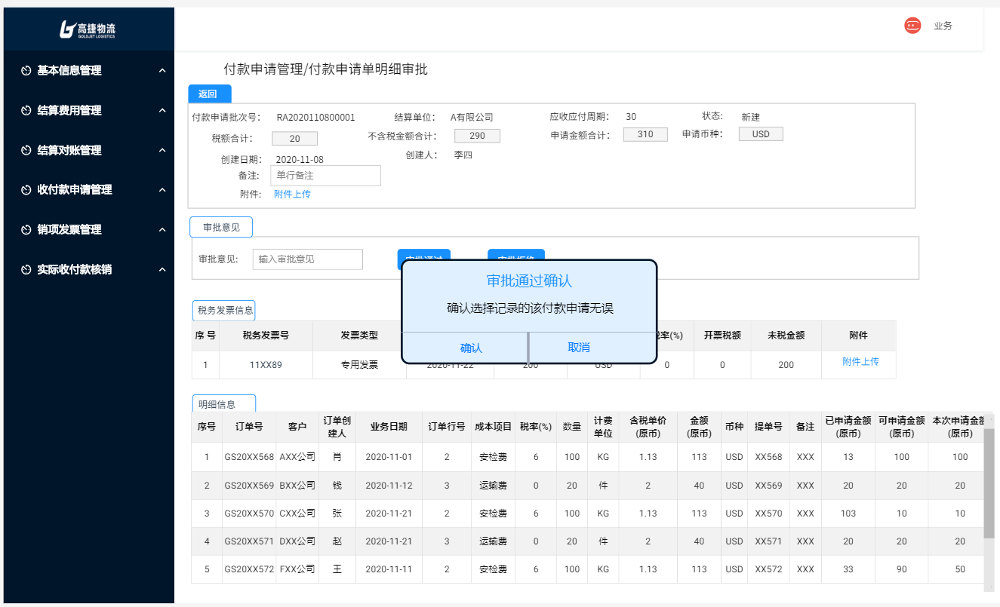 高捷物流
GOLDJET LOGISTICS
业务
基本信息管理
结算费用管理
结算对账管理
收付款申请管理
销项发票管理
实际收付款核销
付款申请管理/付款申请单明细审批
返回
付款申请批次号： RA2020110800001 结算单位： A有限公司 应收应付周期： 30 状态: 新建
税额合计： 20 不含税金额合计： 290 申请金额合计： 310 申请币种： USD
创建日期： 2020-11-08 创建人： 李四
备注: 单行备注
附件: 附件上传
审批意见
审批意见: 输入审批意见 审批通过 审批拒绝
审批通过确认
确认选择记录的该付款申请无误
确认 取消
税务发票信息
序号 税务发票号 发票类型 率(%) 开票税额 未税金额 附件
1 11XX89 专用发票 2020-11-22 200 USD 0 0 200 附件上传
明细信息
序号 订单号 客户 订单创建人 业务日期 订单行号 成本项目 税率(%) 数量 计费单位 含税单价(原币) 金额(原币) 币种 提单号 备注 已申请金额(原币) 可申请金额(原币) 本次申请金额(原币)
1 GS20XX568 AXX公司 肖 2020-11-01 2 安检费 6 100 KG 1.13 113 USD XX568 XXX 13 100 100
2 GS20XX569 BXX公司 钱 2020-11-12 3 运输费 0 20 件 2 40 USD XX569 XXX 20 20 20
3 GS20XX570 CXX公司 张 2020-11-21 2 安检费 6 100 KG 1.13 113 USD XX570 XXX 103 10 10
4 GS20XX571 DXX公司 赵 2020-11-21 3 运输费 0 20 件 2 40 USD XX571 XXX 20 20 20
5 GS20XX572 FXX公司 王 2020-11-11 2 安检费 6 100 KG 1.13 113 USD XX572 XXX 33 90 50